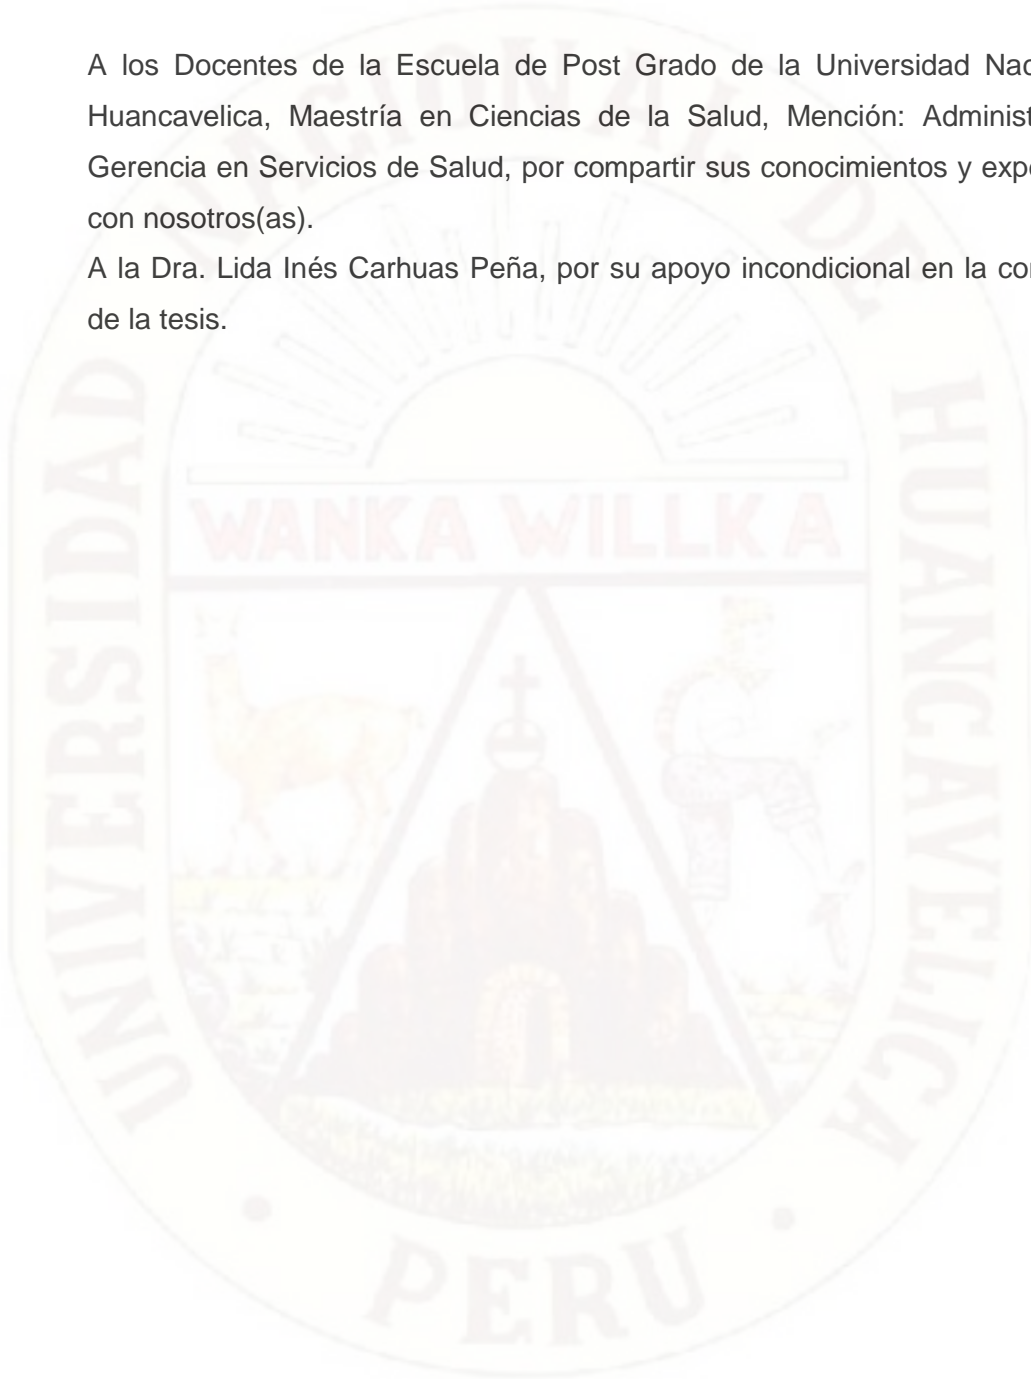 A los Docentes de la Escuela de Post Grado de la Universidad Nac
Huancavelica, Maestría en Ciencias de la Salud, Mención: Administ
Gerencia en Servicios de Salud, por compartir sus conocimientos y expe
con nosotros(as).
A la Dra. Lida Inés Carhuas Peña, por su apoyo incondicional en la co
de la tesis.
UNIVERSIDAD NACIONAL DE HUANCAVELICA
WANKA WILLKA
• PERU •